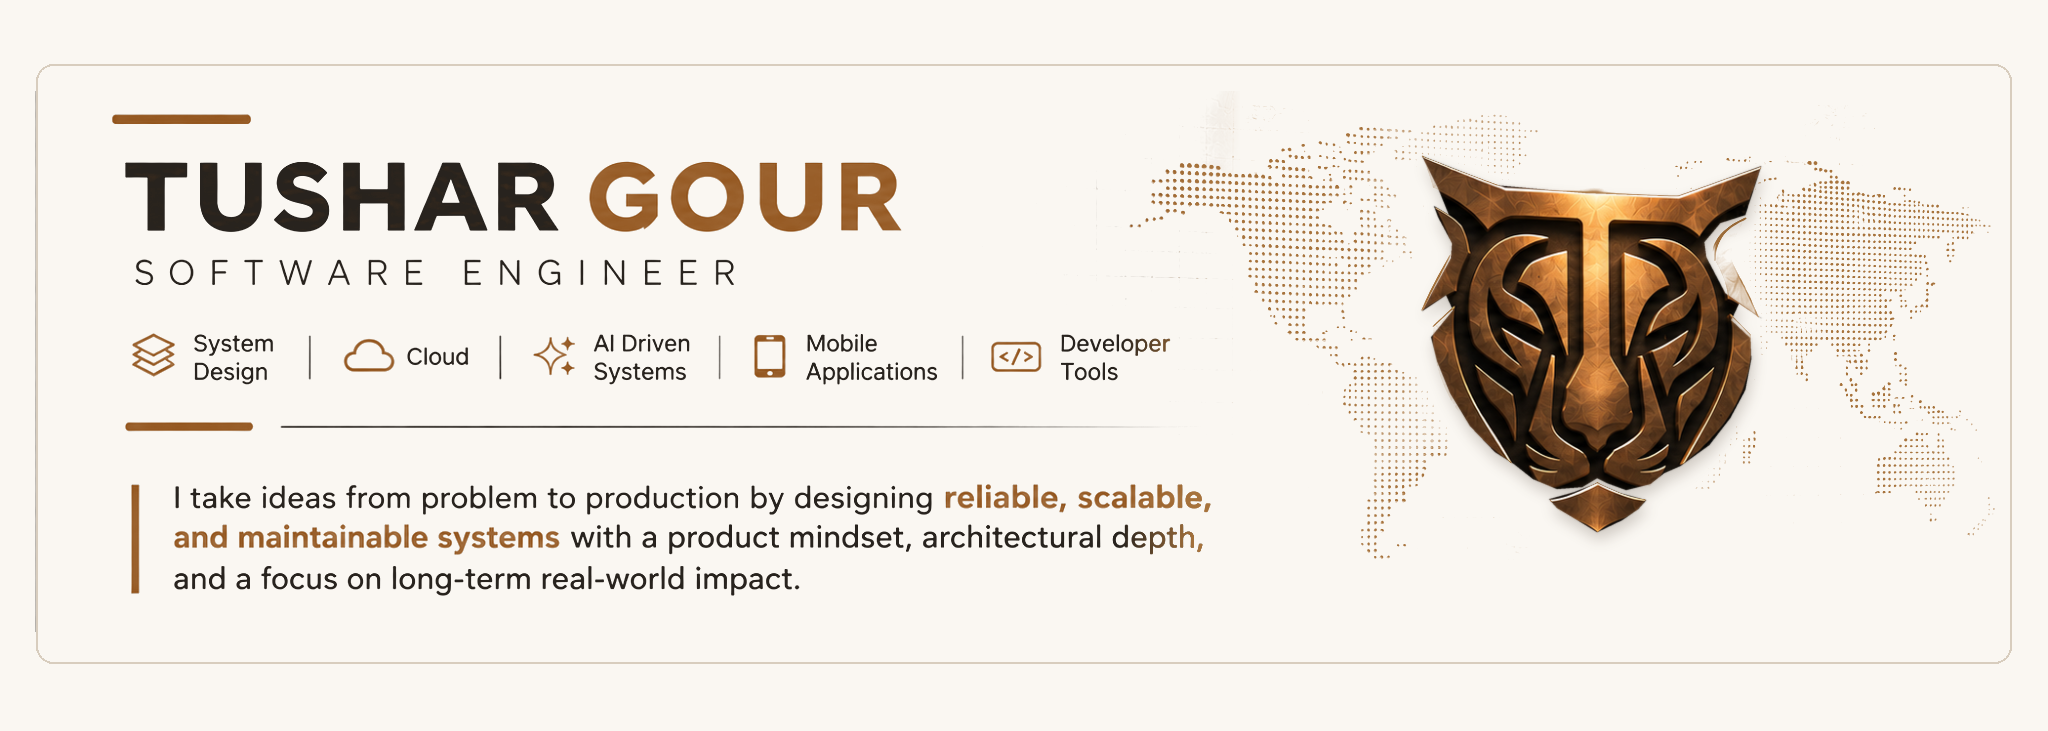 TUSHAR GOUR
SOFTWARE ENGINEER
System
Design
Cloud
AI Driven
Systems
Mobile
Applications
</>
Developer
Tools
I take ideas from problem to production by designing reliable, scalable,
and maintainable systems with a product mindset, architectural depth,
and a focus on long-term real-world impact.